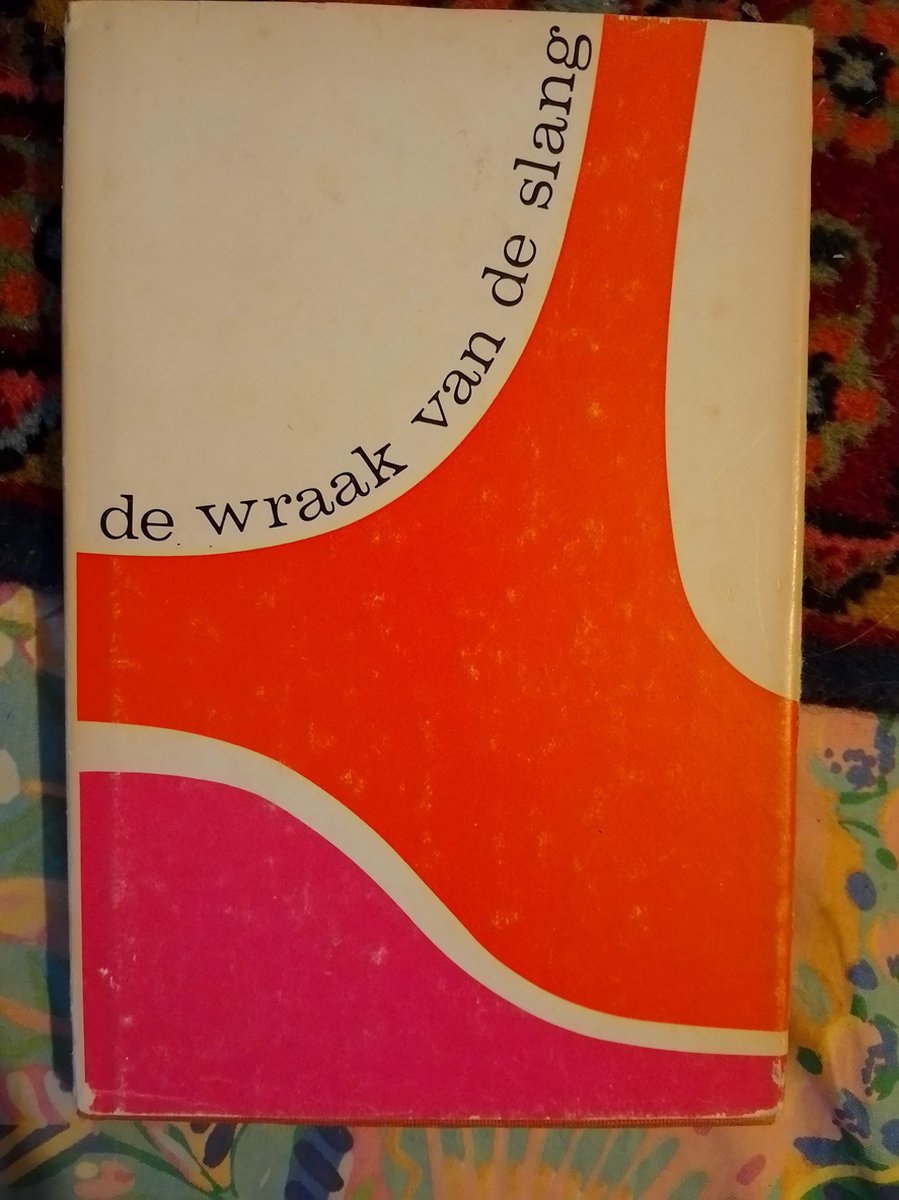 de wraak van de slang